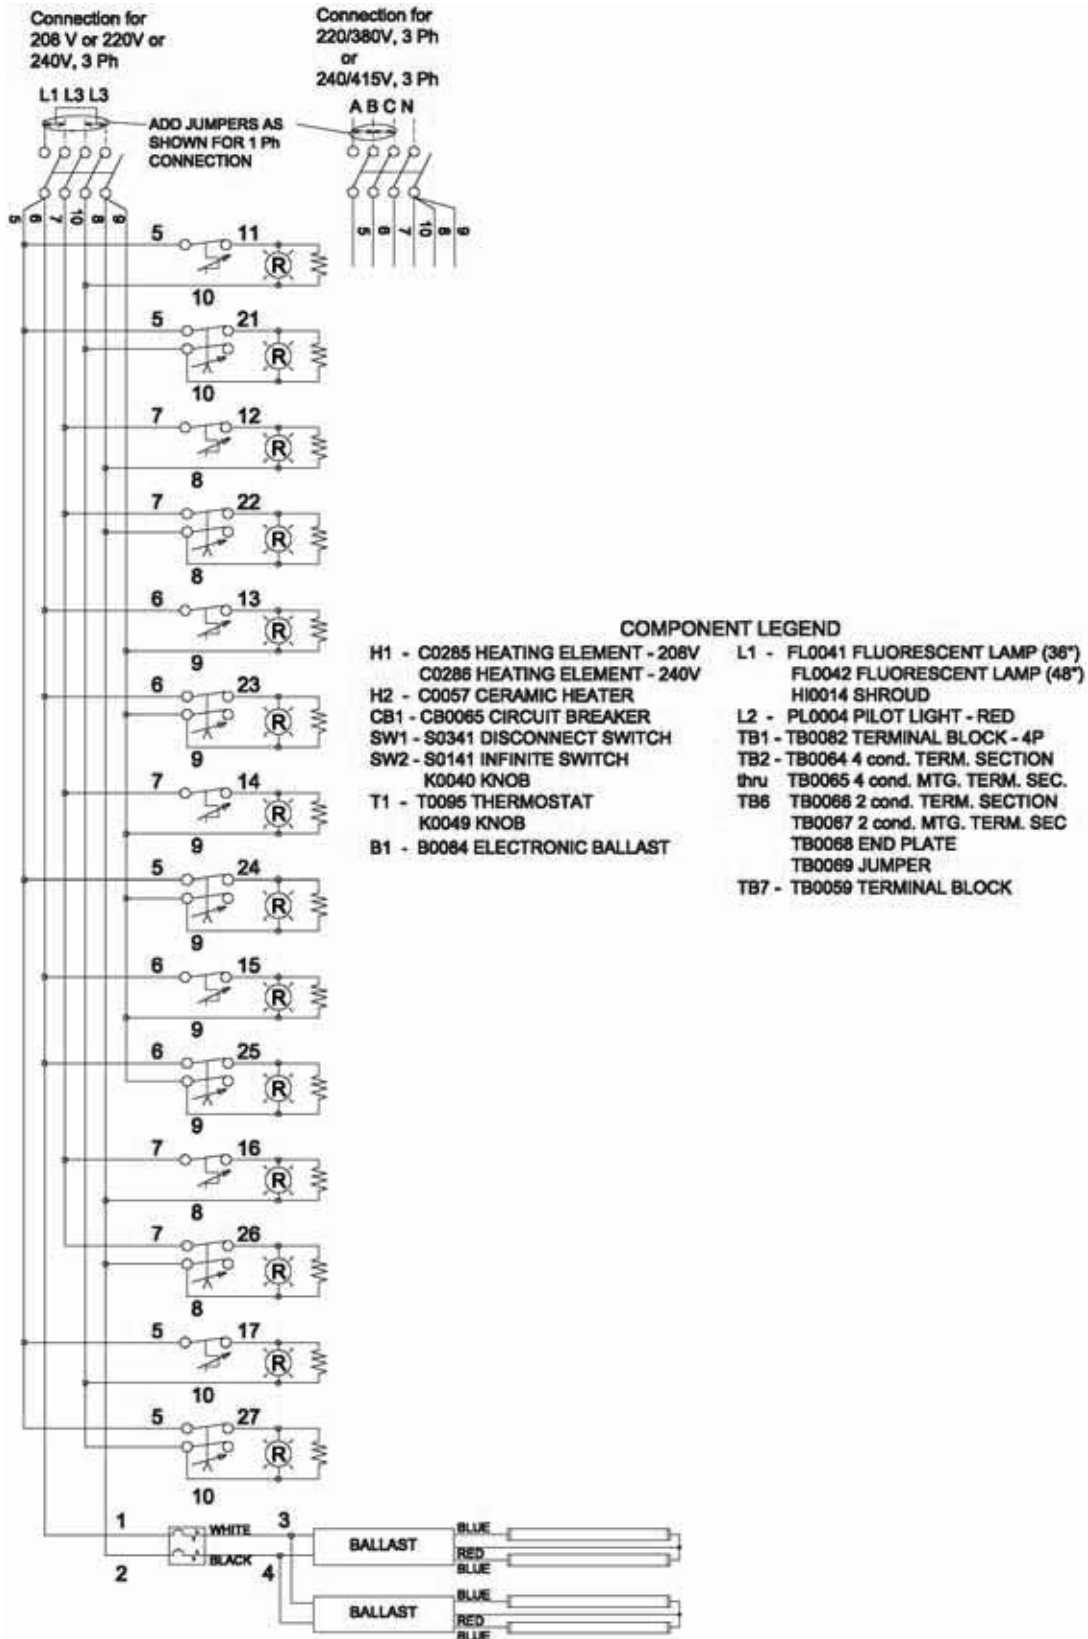 Connection for
208 V or 220V or
240V, 3 Ph
L1 L3 L3
Connection for
220/380V, 3 Ph
or
240/415V, 3 Ph
A B C N
ADD JUMPERS AS
SHOWN FOR 1 Ph
CONNECTION
5 6 7 10 8 9
5 6 7 10 8 9
5 11
R
10
5 21
R
10
7 12
R
8
7 22
R
8
6 13
R
9
6 23
R
9
7 14
R
9
5 24
R
9
6 15
R
9
6 25
R
9
7 16
R
8
7 26
R
8
5 17
R
10
5 27
R
10
COMPONENT LEGEND
H1 - C0285 HEATING ELEMENT - 208V
C0286 HEATING ELEMENT - 240V
H2 - C0057 CERAMIC HEATER
CB1 - CB0065 CIRCUIT BREAKER
SW1 - S0341 DISCONNECT SWITCH
SW2 - S0141 INFINITE SWITCH
K0040 KNOB
T1 - T0095 THERMOSTAT
K0049 KNOB
B1 - B0084 ELECTRONIC BALLAST
L1 - FL0041 FLUORESCENT LAMP (36")
FL0042 FLUORESCENT LAMP (48")
HI0014 SHROUD
L2 - PL0004 PILOT LIGHT - RED
TB1 - TB0082 TERMINAL BLOCK - 4P
TB2 - TB0064 4 cond. TERM. SECTION
thru TB0065 4 cond. MTG. TERM. SEC.
TB6 TB0066 2 cond. TERM. SECTION
TB0067 2 cond. MTG. TERM. SEC
TB0068 END PLATE
TB0069 JUMPER
TB7 - TB0059 TERMINAL BLOCK
1 WHITE 3
2 BLACK 4
BALLAST
BLUE
RED
BLUE
BALLAST
BLUE
RED
BLUE